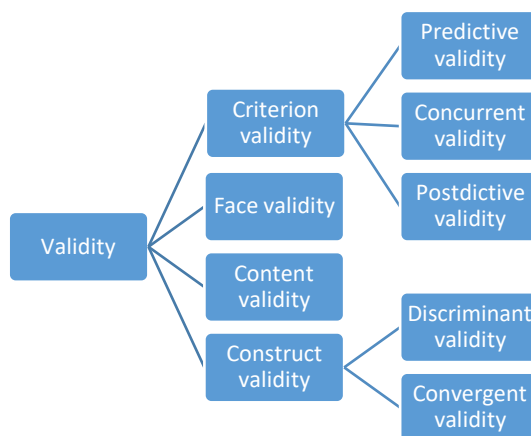 Validity
Criterion
validity
Predictive
validity
Concurrent
validity
Postdictive
validity
Face validity
Content
validity
Construct
validity
Discriminant
validity
Convergent
validity